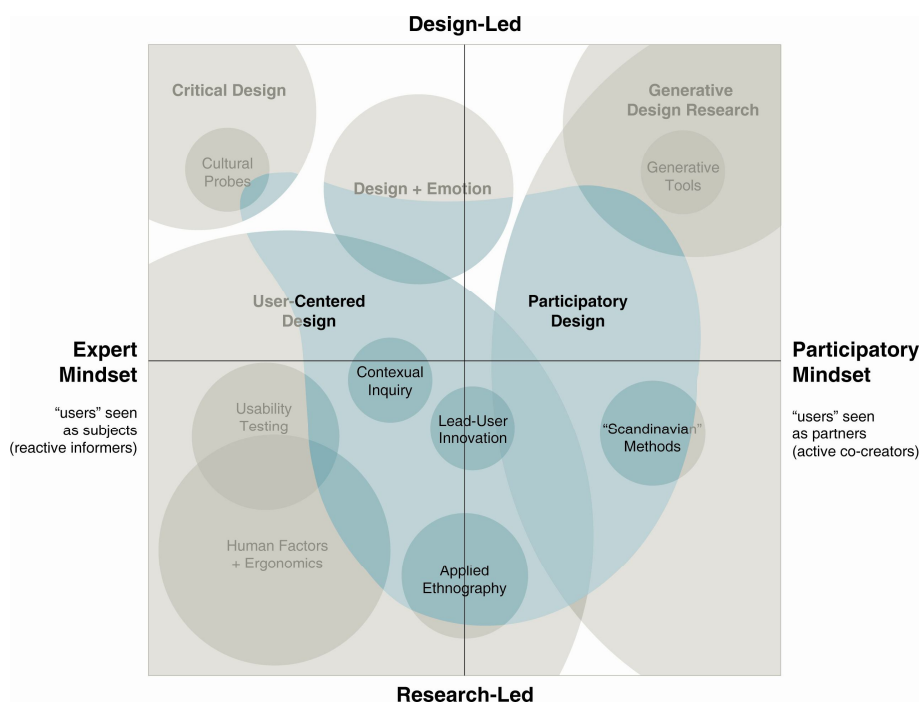 Design-Led
Critical Design
Generative
Design Research
Cultural
Probes
Generative
Tools
Design + Emotion
User-Centered
Design
Participatory
Design
Expert
Mindset
"users" seen
as subjects
(reactive informers)
Participatory
Mindset
"users" seen
as partners
(active co-creators)
Contexual
Inquiry
Usability
Testing
Lead-User
Innovation
"Scandinavian"
Methods
Human Factors
+ Ergonomics
Applied
Ethnography
Research-Led